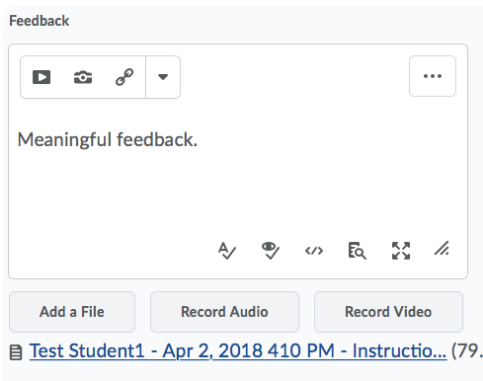 Feedback
Meaningful feedback.
Add a File Record Audio Record Video
Test Student1 - Apr 2, 2018 410 PM - Instructio... (79.